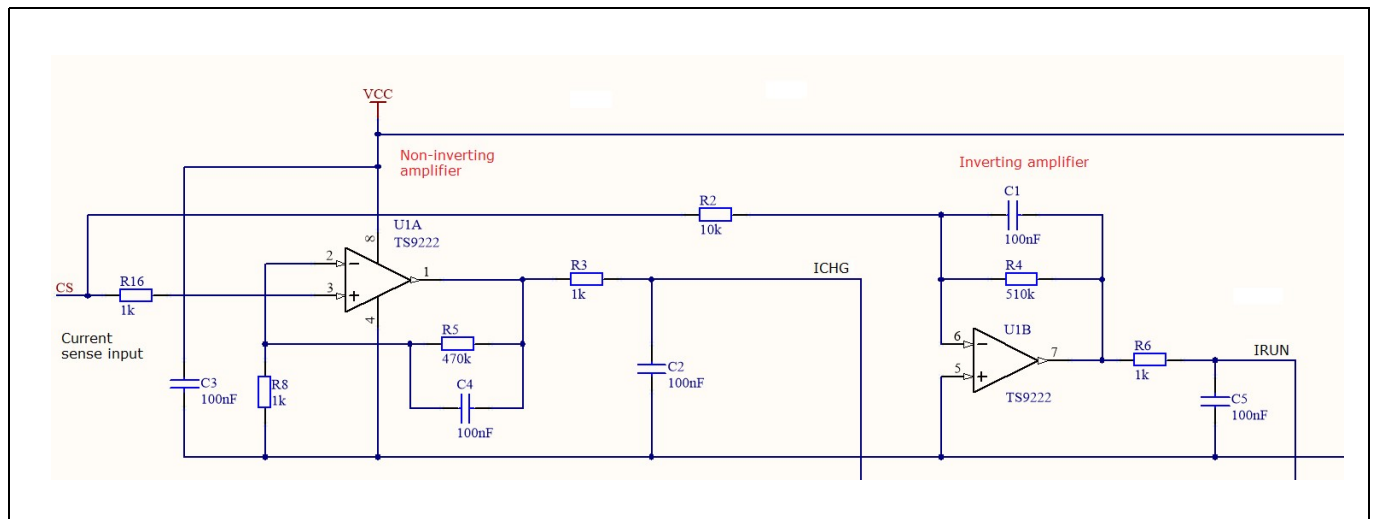 VCC
Non-inverting
amplifier
Inverting amplifier
C1
100nF
R2
10k
U1A
TS9222
8
2
1
3
4
CS
R16
1k
R3
1k
ICHG
R4
510k
Current
sense input
R5
470k
C4
100nF
C3
100nF
R8
1k
C2
100nF
U1B
6
7
5
TS9222
R6
1k
IRUN
C5
100nF